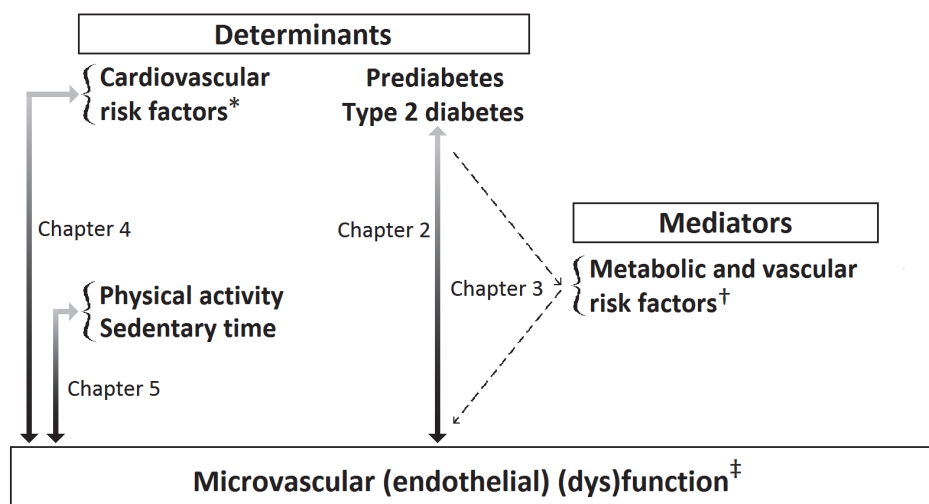 Determinants
Cardiovascular
risk factors*
Prediabetes
Type 2 diabetes
Chapter 4
Chapter 2
Mediators
Metabolic and vascular
risk factors†
Chapter 3
Physical activity
Sedentary time
Chapter 5
Microvascular (endothelial) (dys)function‡